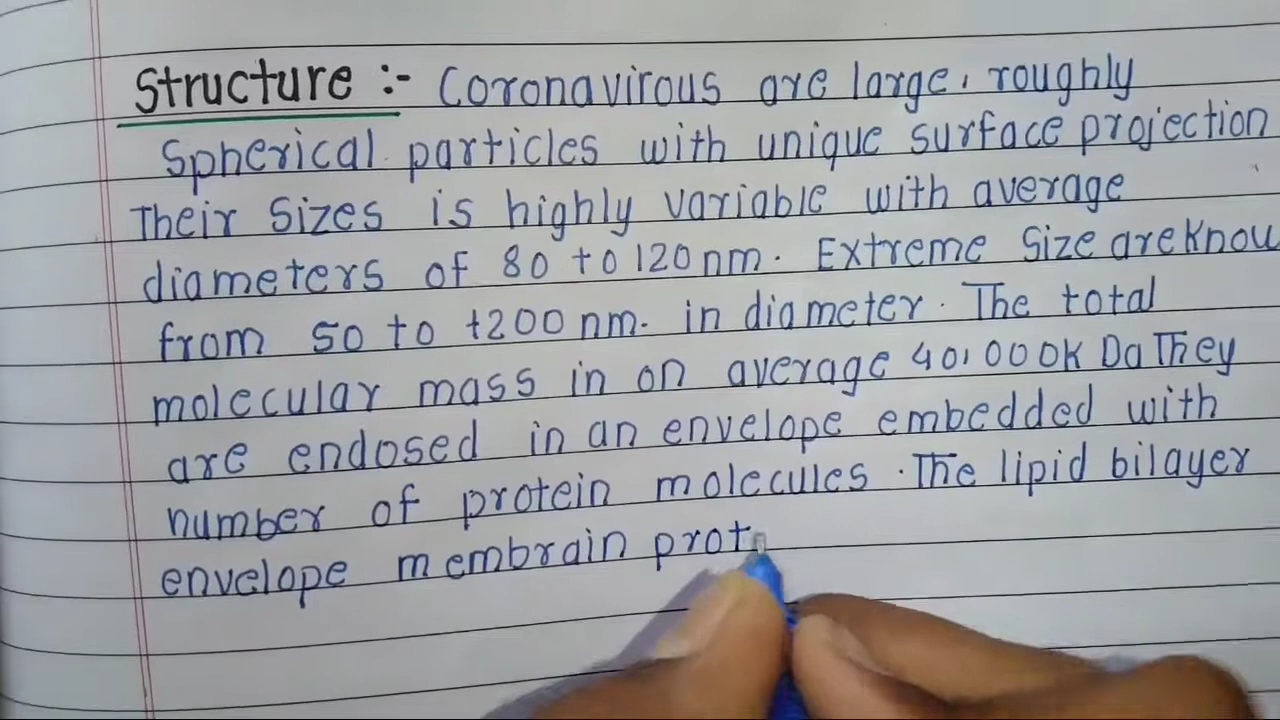 Structure :- Coronavirous are large, roughly
Spherical particles with unique surface projection
Their Sizes is highly variable with average
diameters of 80 to 120 nm. Extreme Size are Know
from 50 to t200 nm. in diameter. The total
molecular mass in on average 40,000 K Da They
are endosed in an envelope embedded with
number of protein molecules. The lipid bilayer
envelope membrain prot